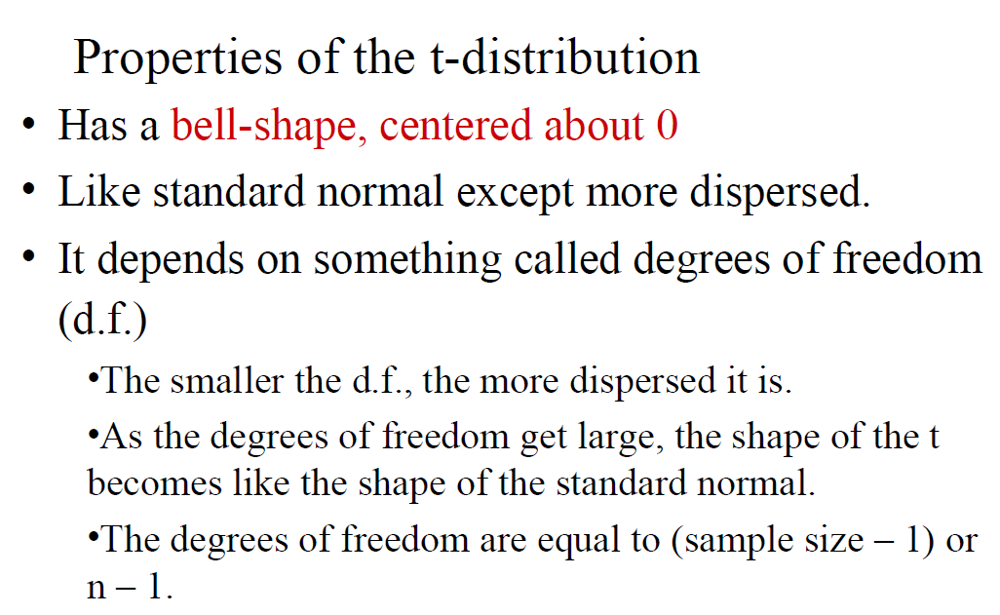 Properties of the t-distribution
• Has a bell-shape, centered about 0
• Like standard normal except more dispersed.
• It depends on something called degrees of freedom
(d.f.)
•The smaller the d.f., the more dispersed it is.
•As the degrees of freedom get large, the shape of the t
becomes like the shape of the standard normal.
•The degrees of freedom are equal to (sample size – 1) or
n – 1.